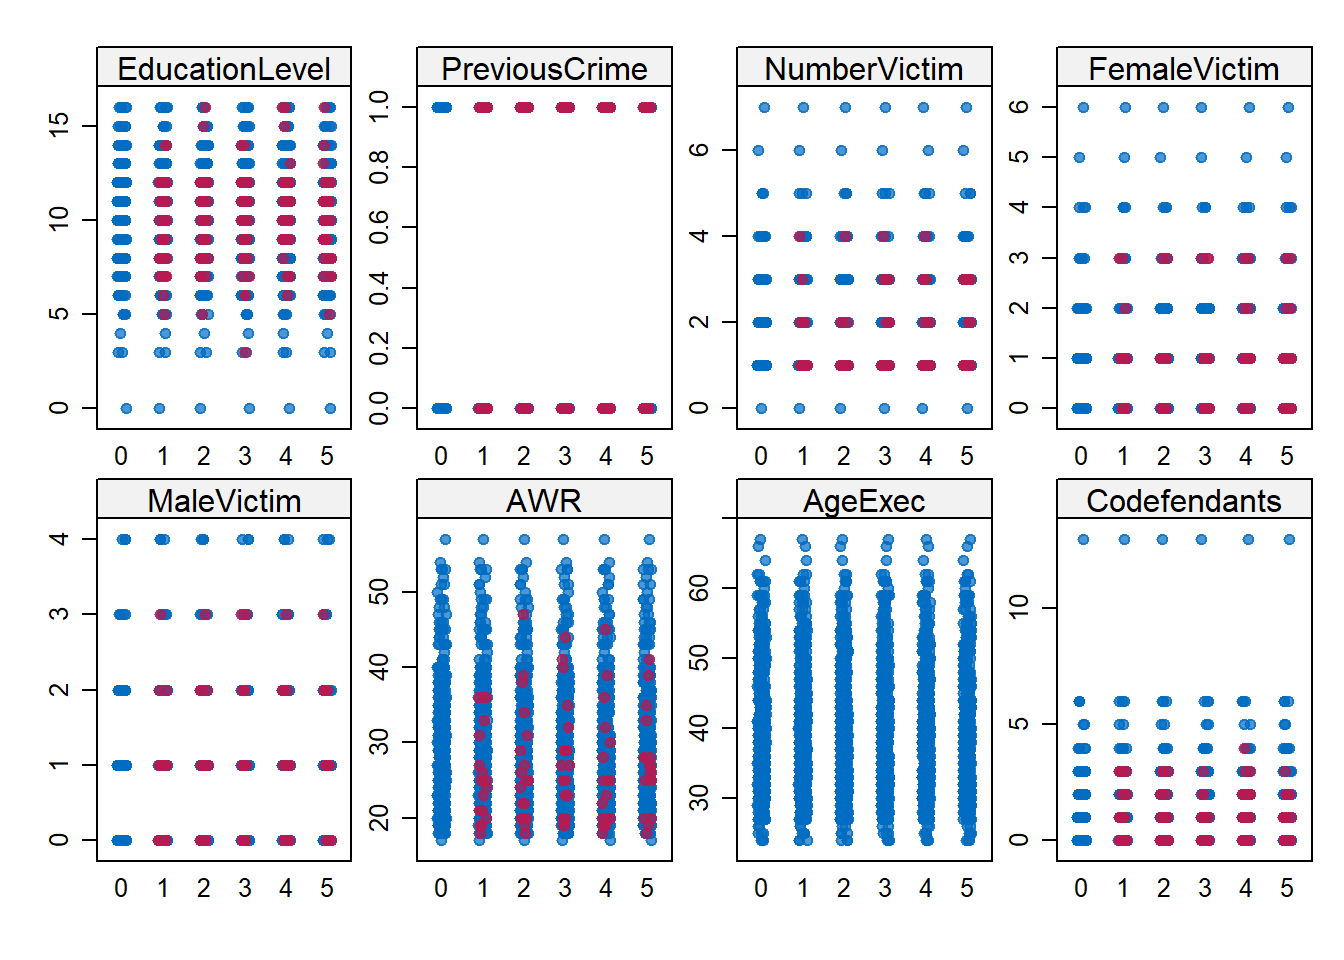 EducationLevel
PreviousCrime
NumberVictim
FemaleVictim
0 5 10 15
0.0 0.2 0.4 0.6 0.8 1.0
0 2 4 6
0 1 2 3 4 5 6
0 1 2 3 4 5
0 1 2 3 4 5
0 1 2 3 4 5
0 1 2 3 4 5
MaleVictim
AWR
AgeExec
Codefendants
0 1 2 3 4
20 30 40 50
30 40 50 60
0 5 10
0 1 2 3 4 5
0 1 2 3 4 5
0 1 2 3 4 5
0 1 2 3 4 5